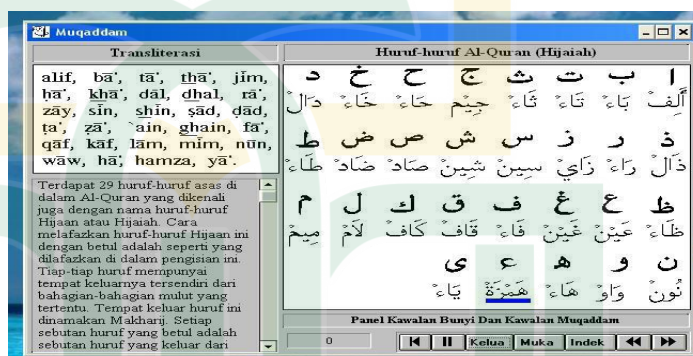 Muqaddam
Transliterasi
alif, bā', tā', thā', jīm,
ḥā', khā', dāl, dhal, rā',
zāy, sīn, shīn, ṣād, ḍād,
ṭa', ẓā', 'ain, ghain, fā',
qāf, kāf, lām, mīm, nūn,
wāw, hā', hamza, yā'.
Terdapat 29 huruf-huruf asas di
dalam Al-Quran yang dikenali
juga dengan nama huruf-huruf
Hijaan atau Hijaiah. Cara
melafazkan huruf-huruf Hijaan ini
dengan betul adalah seperti yang
dilafazkan di dalam pengisian ini.
Tiap-tiap huruf mempunyai
tempat keluarnya tersendiri dari
bahagian-bahagian mulut yang
tertentu. Tempat keluar huruf ini
dinamakan Makharij. Setiap
sebutan huruf yang betul adalah
sebutan huruf yang keluar dari
Huruf-huruf Al-Quran (Hijaiah)
ا ب ت ث ج ح خ د
أَلِفْ بَاءْ تَاءْ ثَاءْ جِيْم حَاءْ خَاءْ دَالْ
ذ ر ز س ش ص ض ط
ذَالْ رَاءْ زَايْ سِينْ شِينْ صَادْ ضَادْ طَاءْ
ظ ع غ ف ق ك ل م
ظَاءْ عَيْنْ غَيْنْ فَاءْ قَافْ كَافْ لَامْ مِيمْ
ن و ه ء ي
نُونْ وَاوْ هَاءْ هَمْزَةْ يَاءْ
Panel Kawalan Bunyi Dan Kawalan Muqaddam
0 Kelua Muka Indek